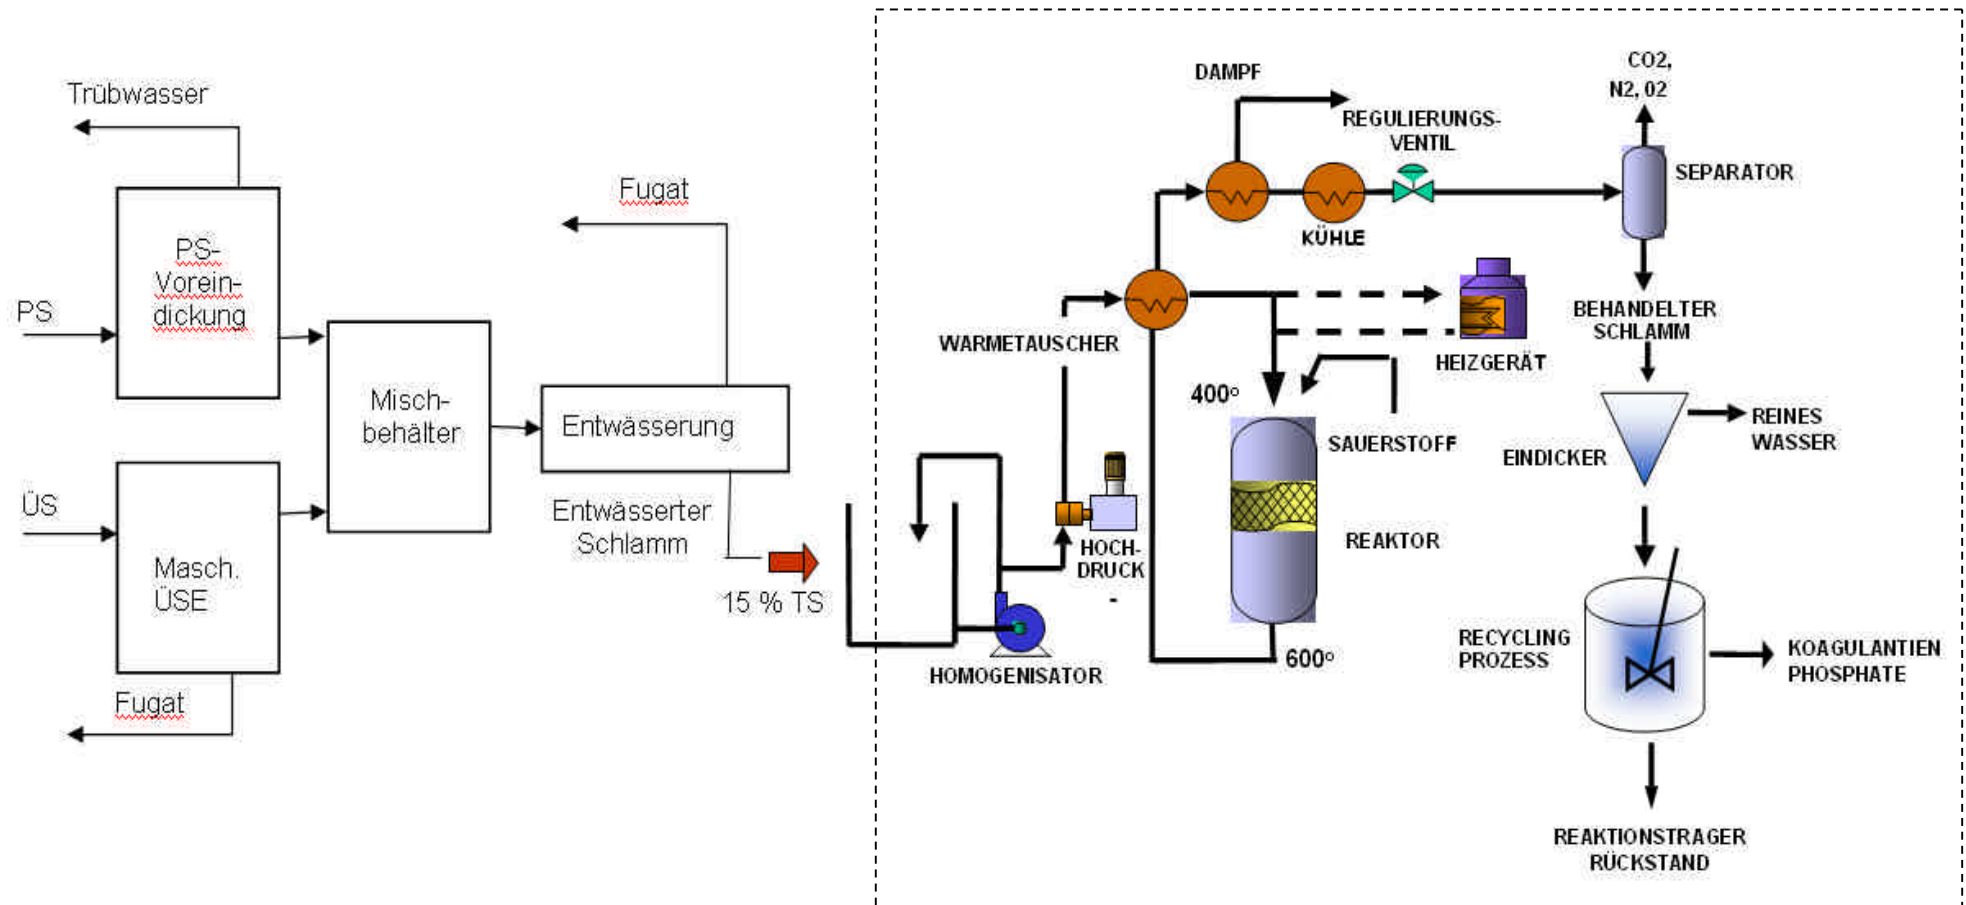 Trübwasser
PS-
Vorein-
dickung
PS
ÜS
Masch.
ÜSE
Fugat
Misch-
behälter
Fugat
Entwässerung
Entwässerter
Schlamm
15 % TS
DAMPF
REGULIERUNGS-
VENTIL
KÜHLE
CO2,
N2, 02
SEPARATOR
WARMETAUSCHER
HEIZGERÄT
BEHANDELTER
SCHLAMM
400°
SAUERSTOFF
REAKTOR
600°
HOCH-
DRUCK
-
HOMOGENISATOR
EINDICKER
REINES
WASSER
RECYCLING
PROZESS
KOAGULANTIEN
PHOSPHATE
REAKTIONSTRAGER
RÜCKSTAND